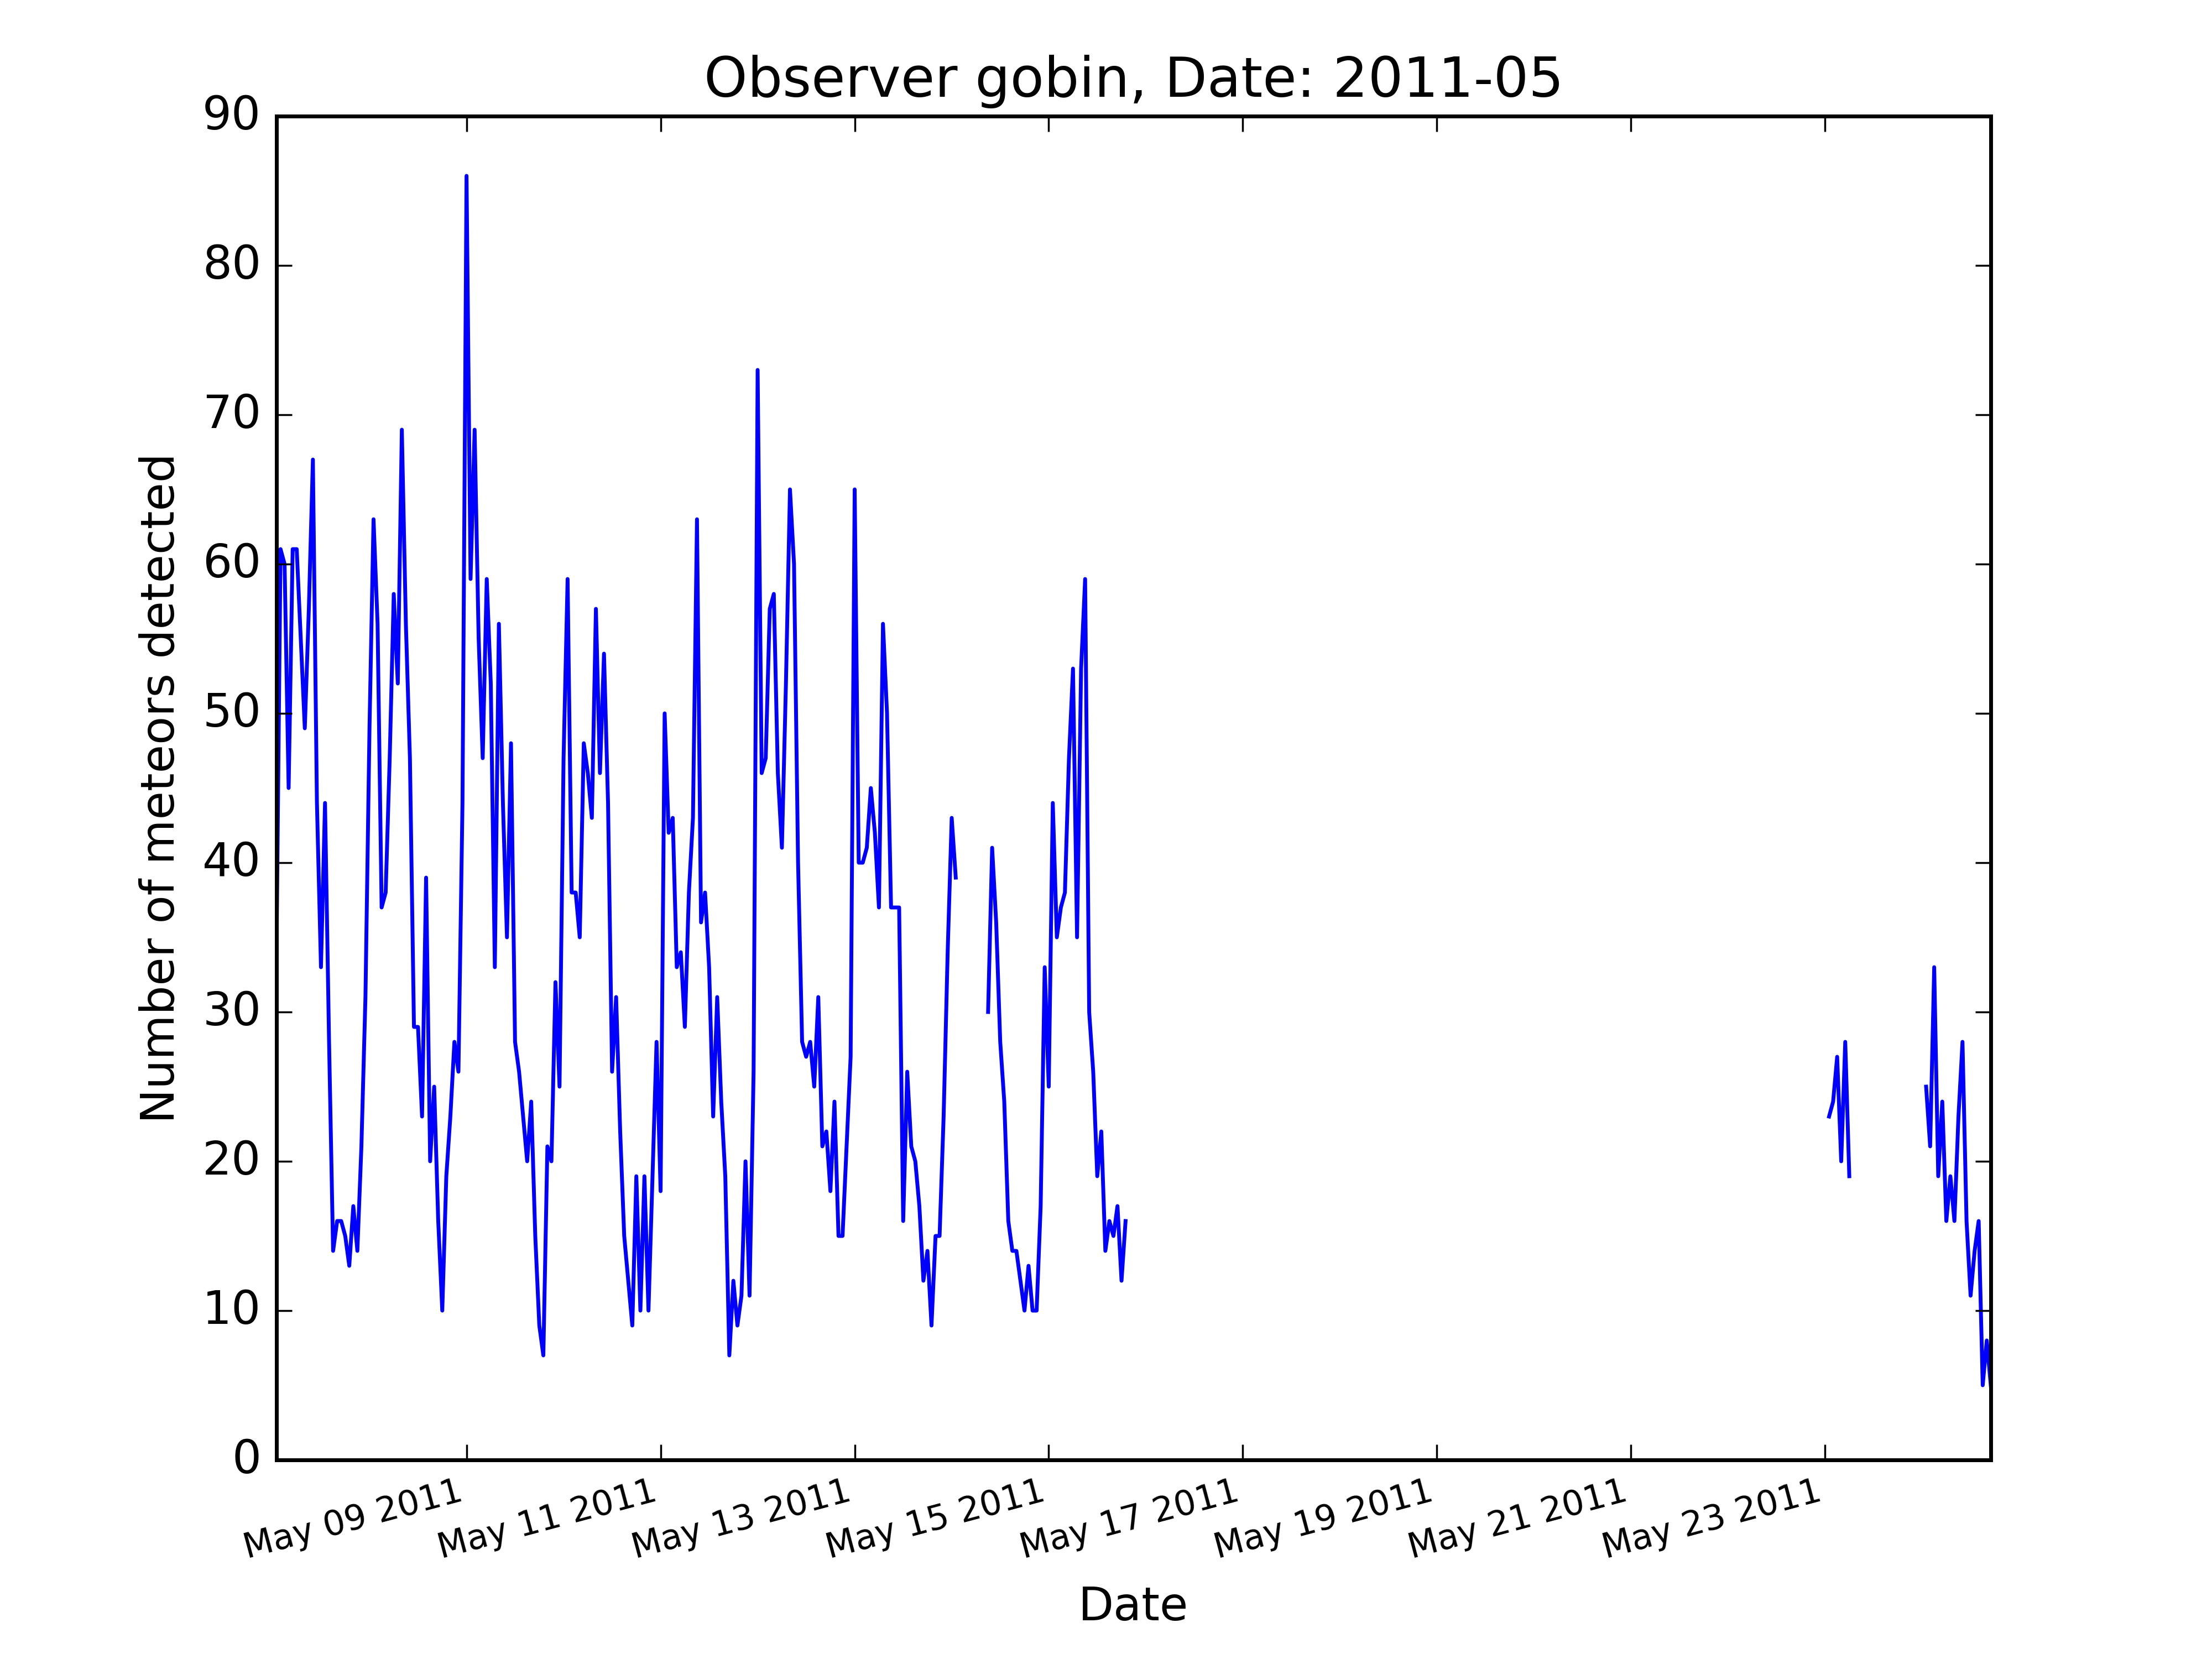 Observer gobin, Date: 2011-05
90
80
70
60
50
40
30
20
10
0
Number of meteors detected
May 09 2011
May 11 2011
May 13 2011
May 15 2011
May 17 2011
May 19 2011
May 21 2011
May 23 2011
Date